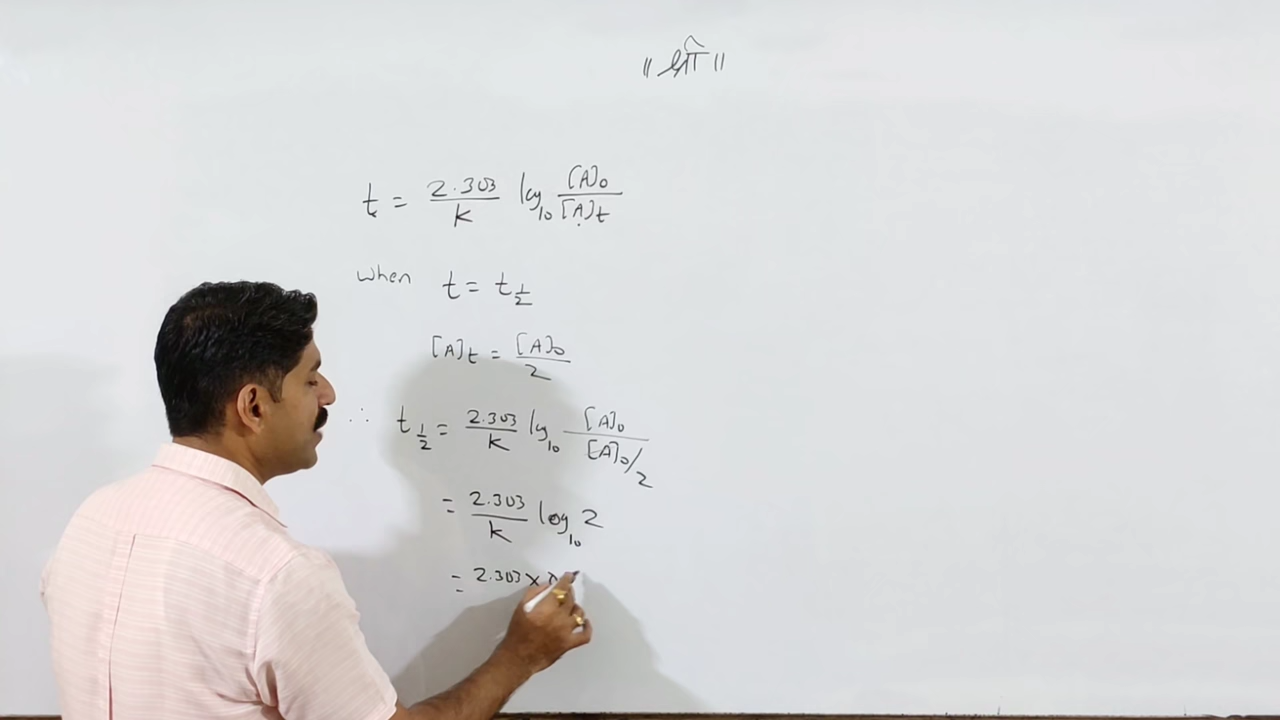 ॥ श्री ॥
t = 2.303/k log₁₀ [A]₀/[A]t
when t = t½
[A]t = [A]₀/2
∴ t½ = 2.303/k log₁₀ [A]₀/[A]₀/2
= 2.303/k log₁₀ 2
= 2.303 ×